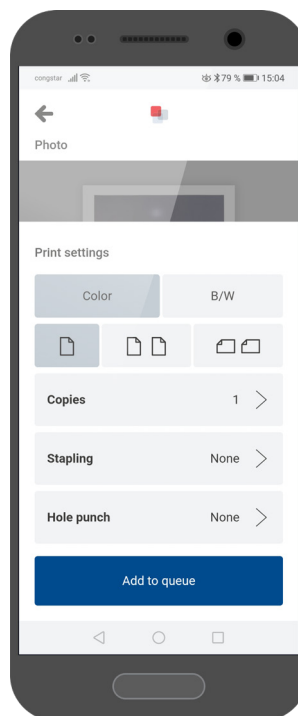 congstar 79 % 15:04
Photo
Print settings
Color B/W
Copies 1
Stapling None
Hole punch None
Add to queue